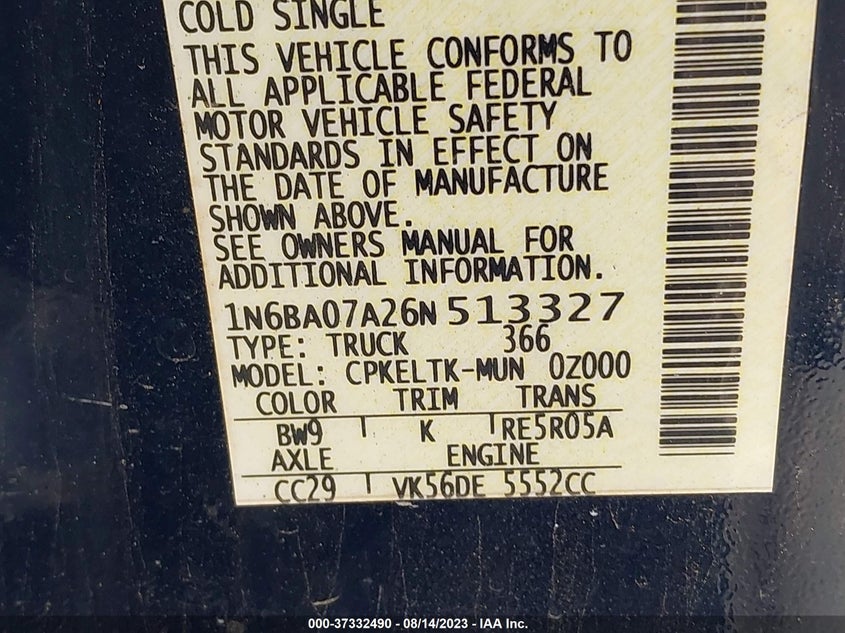 COLD SINGLE
THIS VEHICLE CONFORMS TO
ALL APPLICABLE FEDERAL
MOTOR VEHICLE SAFETY
STANDARDS IN EFFECT ON
THE DATE OF MANUFACTURE
SHOWN ABOVE.
SEE OWNERS MANUAL FOR
ADDITIONAL INFORMATION.
1N6BA07A26N 513327
TYPE: TRUCK 366
MODEL: CPKELTK-MUN 0Z000
COLOR TRIM TRANS
BW9 K RE5R05A
AXLE ENGINE
CC29 VK56DE 5552CC
000-37332490 - 08/14/2023 - IAA Inc.